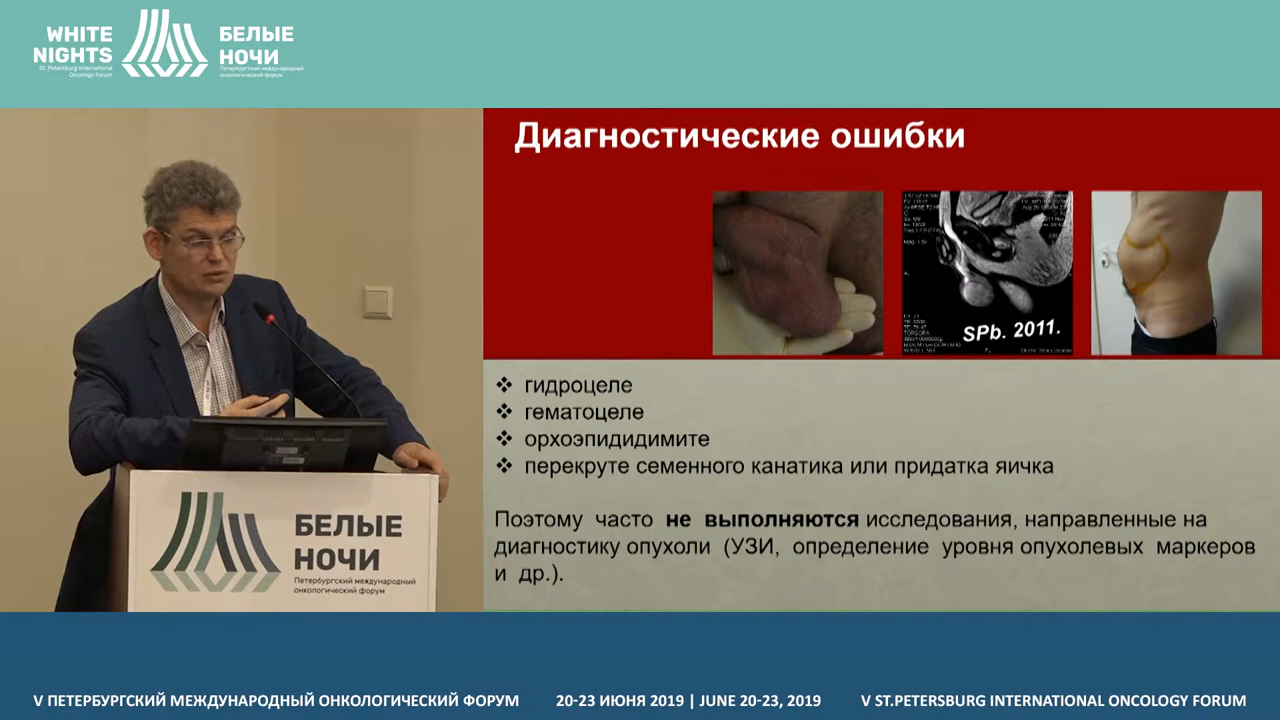 WHITE
NIGHTS
St. Petersburg International
Oncology Forum
БЕЛЫЕ
НОЧИ
Петербургский международный
онкологический форум
Диагностические ошибки
SPb. 2011.
❖ гидроцеле
❖ гематоцеле
❖ орхоэпидидимите
❖ перекруте семенного канатика или придатка яичка
Поэтому часто не выполняются исследования, направленные на
диагностику опухоли (УЗИ, определение уровня опухолевых маркеров
и др.).
БЕЛЫЕ
НОЧИ
Петербургский международный
онкологический форум
V ПЕТЕРБУРГСКИЙ МЕЖДУНАРОДНЫЙ ОНКОЛОГИЧЕСКИЙ ФОРУМ
20-23 ИЮНЯ 2019 | JUNE 20-23, 2019
V ST.PETERSBURG INTERNATIONAL ONCOLOGY FORUM